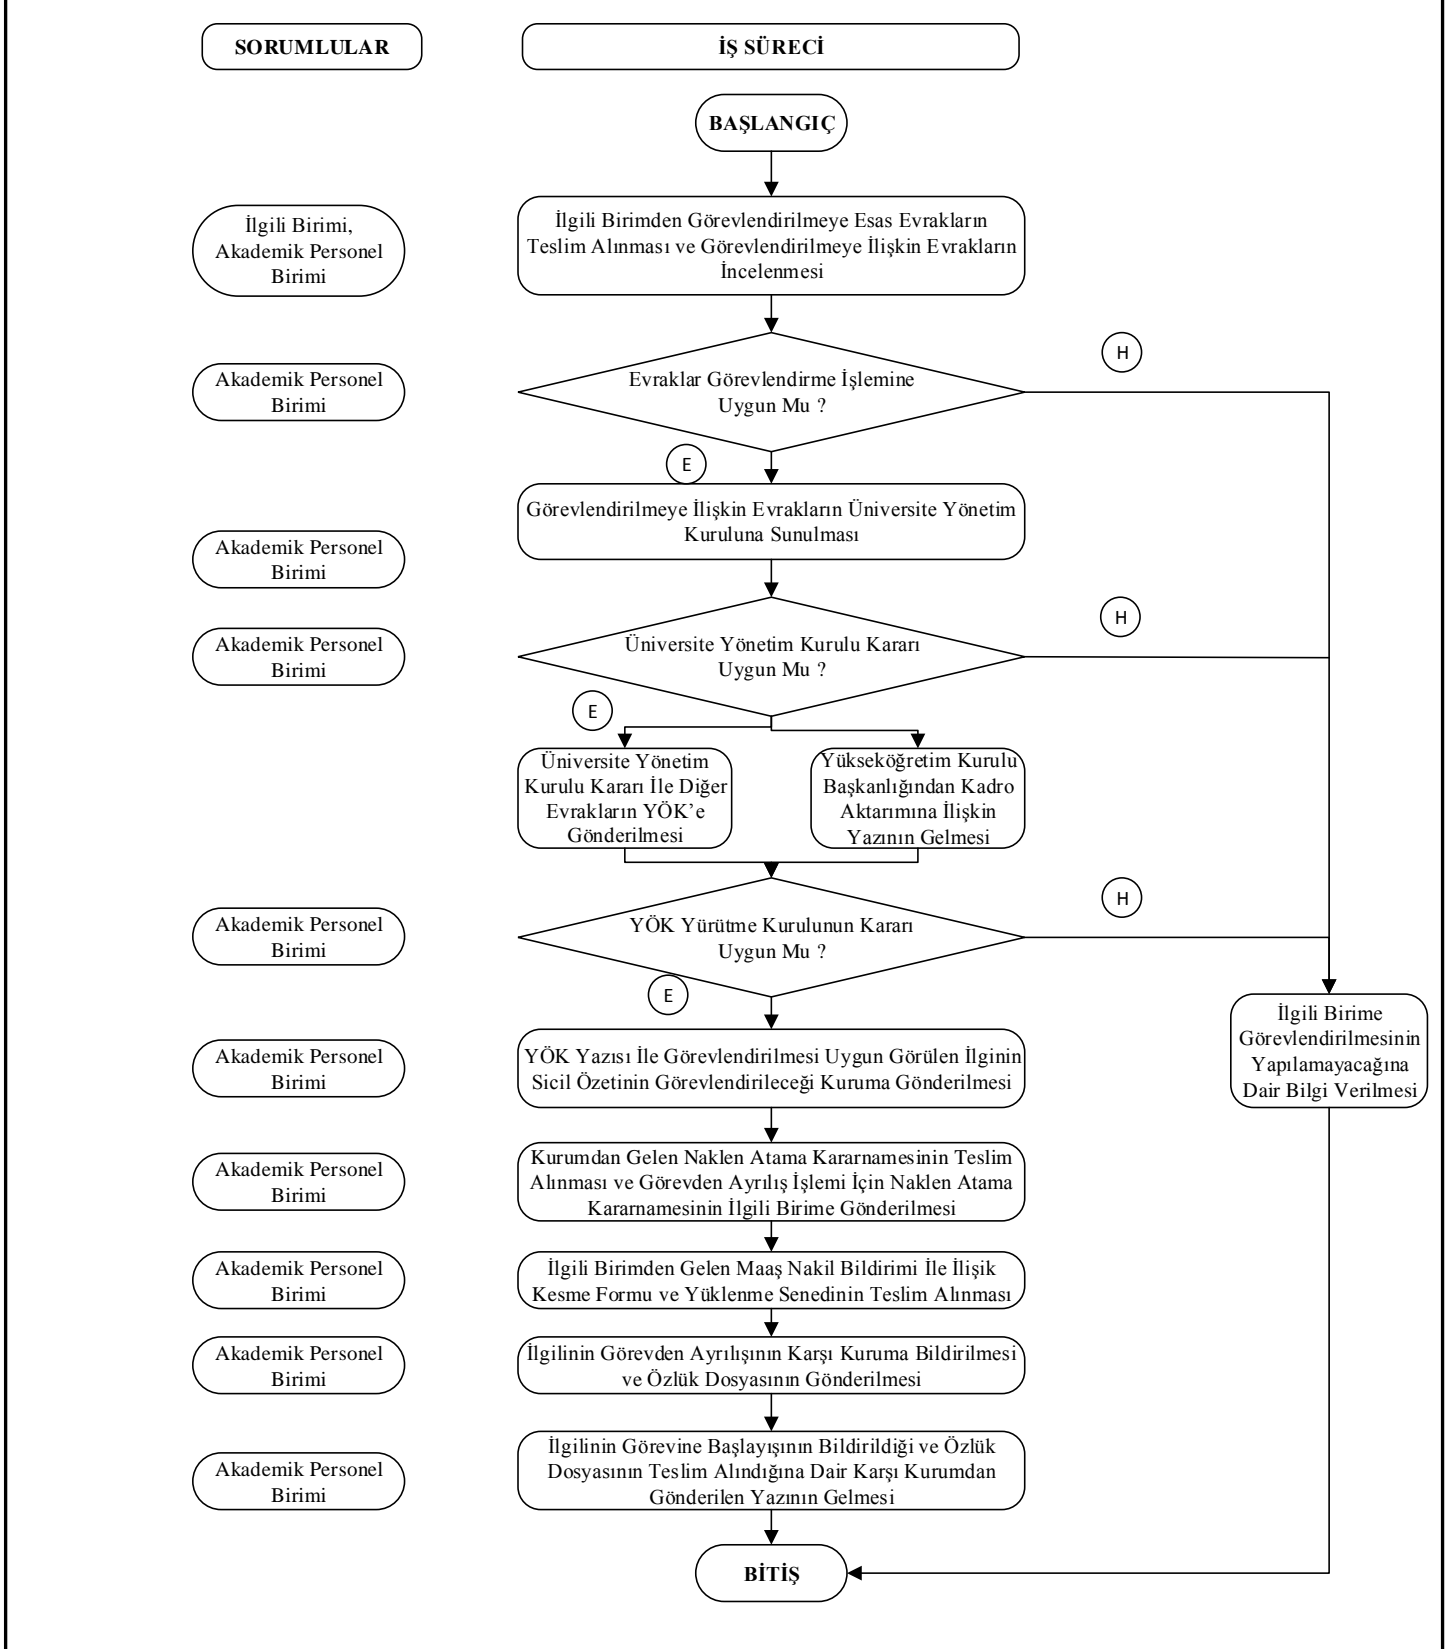 SORUMLULAR
İŞ SÜRECİ
BAŞLANGIÇ
İlgili Birimi,
Akademik Personel
Birimi
İlgili Birimden Görevlendirilmeye Esas Evrakların
Teslim Alınması ve Görevlendirilmeye İlişkin Evrakların
İncelenmesi
H
Akademik Personel
Birimi
Evraklar Görevlendirme İşlemine
Uygun Mu ?
E
Görevlendirilmeye İlişkin Evrakların Üniversite Yönetim
Kuruluna Sunulması
Akademik Personel
Birimi
H
Akademik Personel
Birimi
Üniversite Yönetim Kurulu Kararı
Uygun Mu ?
E
Üniversite Yönetim
Kurulu Kararı İle Diğer
Evrakların YÖK’e
Gönderilmesi
Yükseköğretim Kurulu
Başkanlığından Kadro
Aktarımına İlişkin
Yazının Gelmesi
H
Akademik Personel
Birimi
YÖK Yürütme Kurulunun Kararı
Uygun Mu ?
E
İlgili Birime
Görevlendirilmesinin
Yapılamayacağına
Dair Bilgi Verilmesi
Akademik Personel
Birimi
YÖK Yazısı İle Görevlendirilmesi Uygun Görülen İlginin
Sicil Özetinin Görevlendirileceği Kuruma Gönderilmesi
Akademik Personel
Birimi
Kurumdan Gelen Naklen Atama Kararnamesinin Teslim
Alınması ve Görevden Ayrılış İşlemi İçin Naklen Atama
Kararnamesinin İlgili Birime Gönderilmesi
Akademik Personel
Birimi
İlgili Birimden Gelen Maaş Nakil Bildirimi İle İlişik
Kesme Formu ve Yüklenme Senedinin Teslim Alınması
Akademik Personel
Birimi
İlgilinin Görevden Ayrılışının Karşı Kuruma Bildirilmesi
ve Özlük Dosyasının Gönderilmesi
Akademik Personel
Birimi
İlgilinin Görevine Başlayışının Bildirildiği ve Özlük
Dosyasının Teslim Alındığına Dair Karşı Kurumdan
Gönderilen Yazının Gelmesi
BİTİŞ